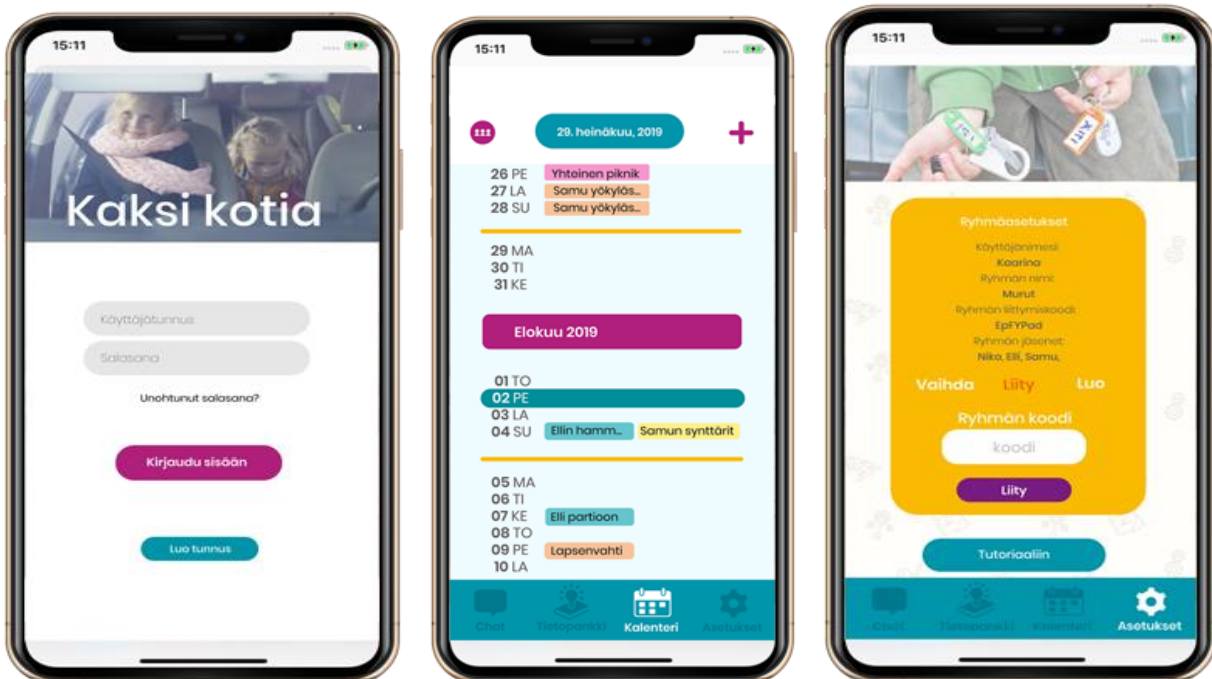 15:11
Kaksi kotia
Käyttäjätunnus
Salasana
Unohtunut salasana?
Kirjaudu sisään
Luo tunnus
15:11
29. heinäkuu, 2019
26 PE Yhteinen piknik
27 LA Samu yökyläs...
28 SU Samu yökyläs...
29 MA
30 TI
31 KE
Elokuu 2019
01 TO
02 PE
03 LA
04 SU Ellin hamm... Samun synttärit
05 MA
06 TI
07 KE Elli partioon
08 TO
09 PE Lapsenvahti
10 LA
Chat Tietopankki Kalenteri Asetukset
15:11
Ryhmäasetukset
Käyttäjänimesi:
Kaarina
Ryhmän nimi:
Murut
Ryhmän liittymiskoodi:
EpFYPad
Ryhmän jäsenet:
Niko, Elli, Samu,
Vaihda Liity Luo
Ryhmän koodi
koodi
Liity
Tutoriaaliin
Chat Tietopankki Kalenteri Asetukset